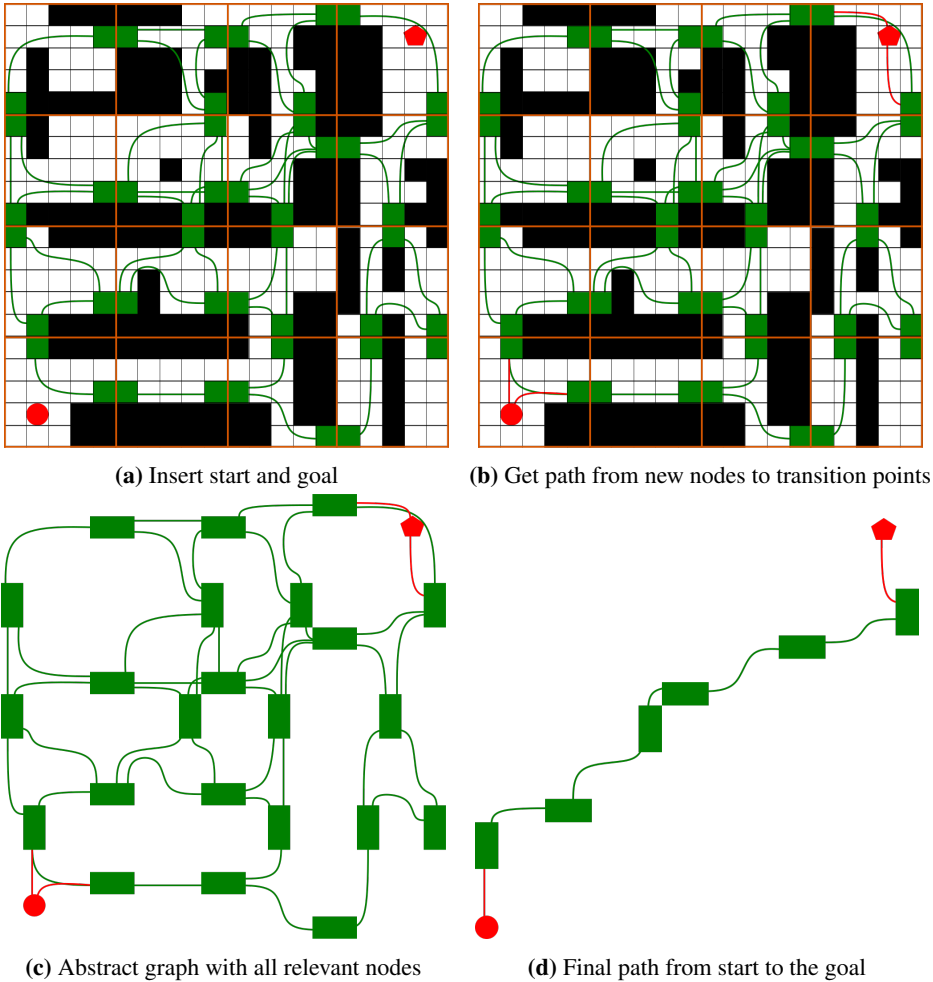 (a) Insert start and goal
(b) Get path from new nodes to transition points
(c) Abstract graph with all relevant nodes
(d) Final path from start to the goal